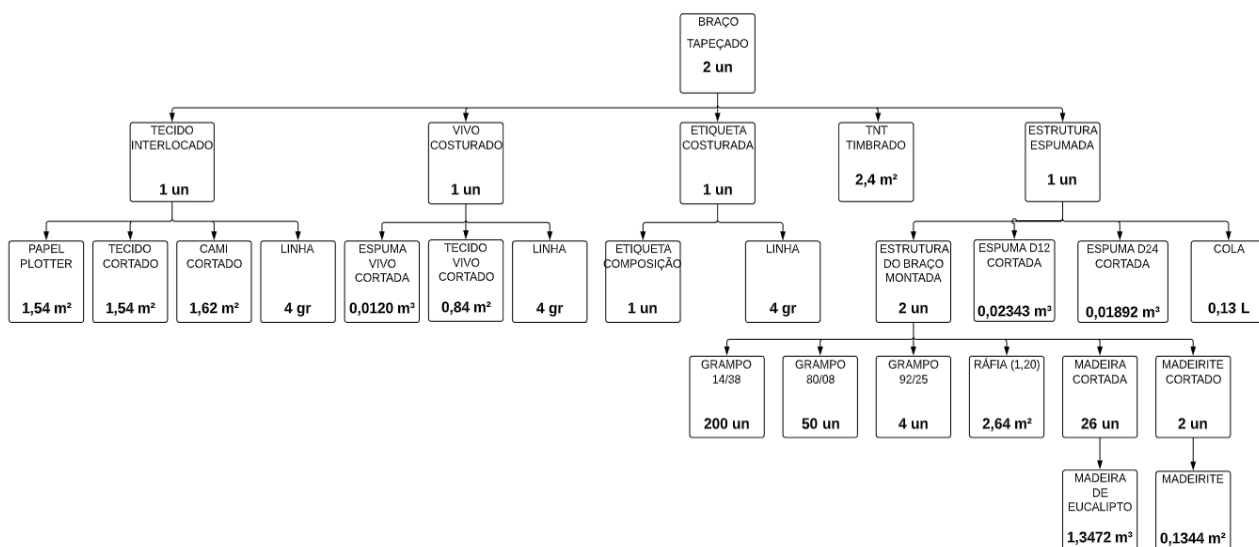 BRAÇO
TAPEÇADO
2 un
TECIDO
INTERLOCADO
1 un
VIVO
COSTURADO
1 un
ETIQUETA
COSTURADA
1 un
TNT
TIMBRADO
2,4 m²
ESTRUTURA
ESPUMADA
1 un
PAPEL
PLOTTER
1,54 m²
TECIDO
CORTADO
1,54 m²
CAMI
CORTADO
1,62 m²
LINHA
4 gr
ESPUMA
VIVO
CORTADA
0,0120 m³
TECIDO
VIVO
CORTADO
0,84 m²
LINHA
4 gr
ETIQUETA
COMPOSIÇÃO
1 un
LINHA
4 gr
ESTRUTURA
DO BRAÇO
MONTADA
2 un
ESPUMA D12
CORTADA
0,02343 m³
ESPUMA D24
CORTADA
0,01892 m³
COLA
0,13 L
GRAMPO
14/38
200 un
GRAMPO
80/08
50 un
GRAMPO
92/25
4 un
RÁFIA (1,20)
2,64 m²
MADEIRA
CORTADA
26 un
MADEIRITE
CORTADO
2 un
MADEIRA
DE
EUCALIPTO
1,3472 m³
MADEIRITE
0,1344 m²